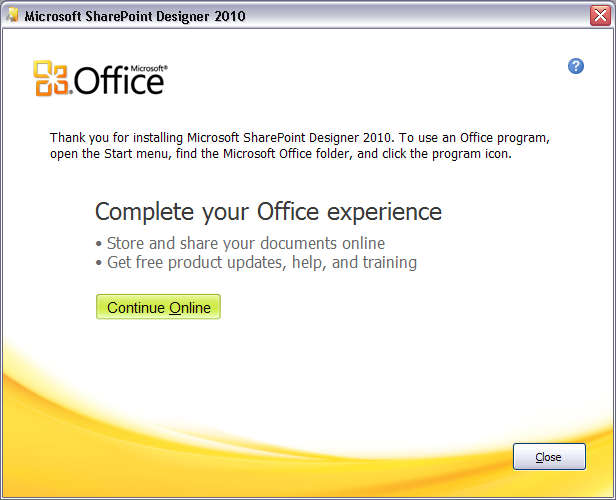 Microsoft SharePoint Designer 2010
Microsoft®
Office
?
Thank you for installing Microsoft SharePoint Designer 2010. To use an Office program,
open the Start menu, find the Microsoft Office folder, and click the program icon.
Complete your Office experience
• Store and share your documents online
• Get free product updates, help, and training
Continue Online
Close